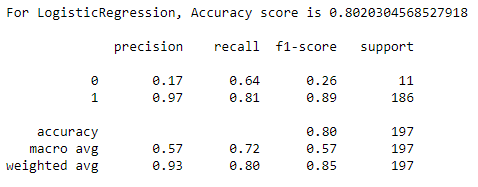 For LogisticRegression, Accuracy score is 0.8020304568527918
precision recall f1-score support
0 0.17 0.64 0.26 11
1 0.97 0.81 0.89 186
accuracy 0.80 197
macro avg 0.57 0.72 0.57 197
weighted avg 0.93 0.80 0.85 197